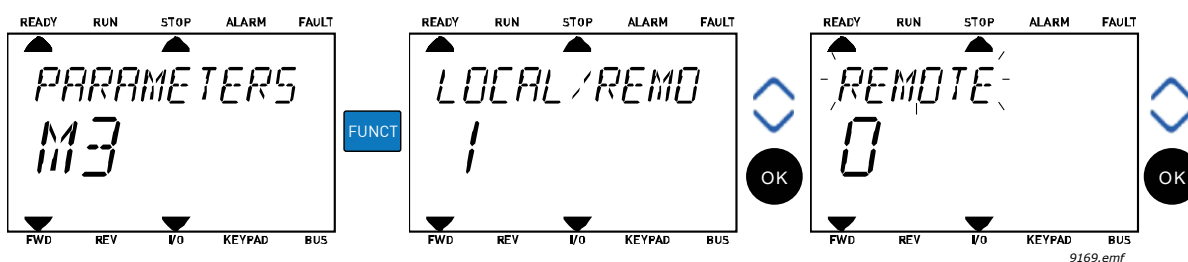 READY RUN STOP ALARM FAULT
PARAMETERS
M3
FWD REV I/O KEYPAD BUS
FUNCT
READY RUN STOP ALARM FAULT
LOCAL/REMO
1
FWD REV I/O KEYPAD BUS
OK
READY RUN STOP ALARM FAULT
REMOTE
0
FWD REV I/O KEYPAD BUS
OK
9169.emf